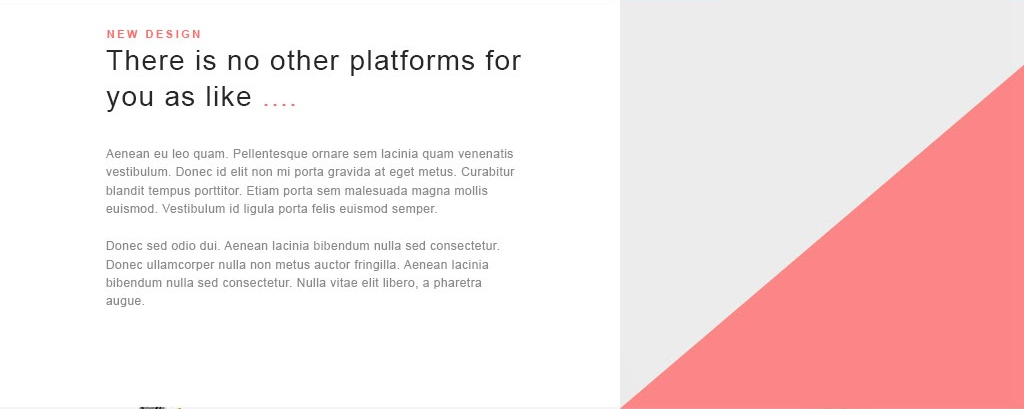 NEW DESIGN
There is no other platforms for
you as like ....
Aenean eu leo quam. Pellentesque ornare sem lacinia quam venenatis
vestibulum. Donec id elit non mi porta gravida at eget metus. Curabitur
blandit tempus porttitor. Etiam porta sem malesuada magna mollis
euismod. Vestibulum id ligula porta felis euismod semper.
Donec sed odio dui. Aenean lacinia bibendum nulla sed consectetur.
Donec ullamcorper nulla non metus auctor fringilla. Aenean lacinia
bibendum nulla sed consectetur. Nulla vitae elit libero, a pharetra
augue.